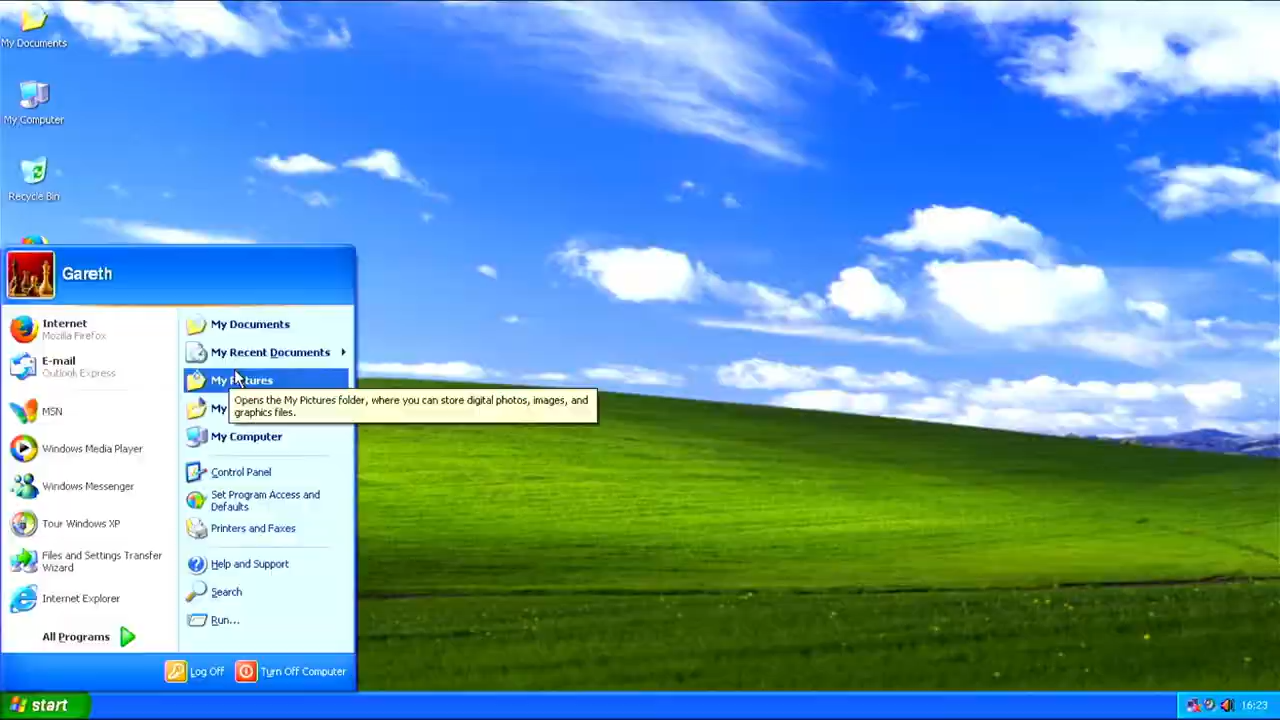 My Documents
My Computer
Recycle Bin
Gareth
Internet
Mozilla Firefox
E-mail
Outlook Express
MSN
Windows Media Player
Windows Messenger
Tour Windows XP
Files and Settings Transfer
Wizard
Internet Explorer
All Programs
My Documents
My Recent Documents
My
Opens the My Pictures folder, where you can store digital photos, images, and
graphics files.
My
My Computer
Control Panel
Set Program Access and
Defaults
Printers and Faxes
Help and Support
Search
Run...
Log Off
Turn Off Computer
start
16:23